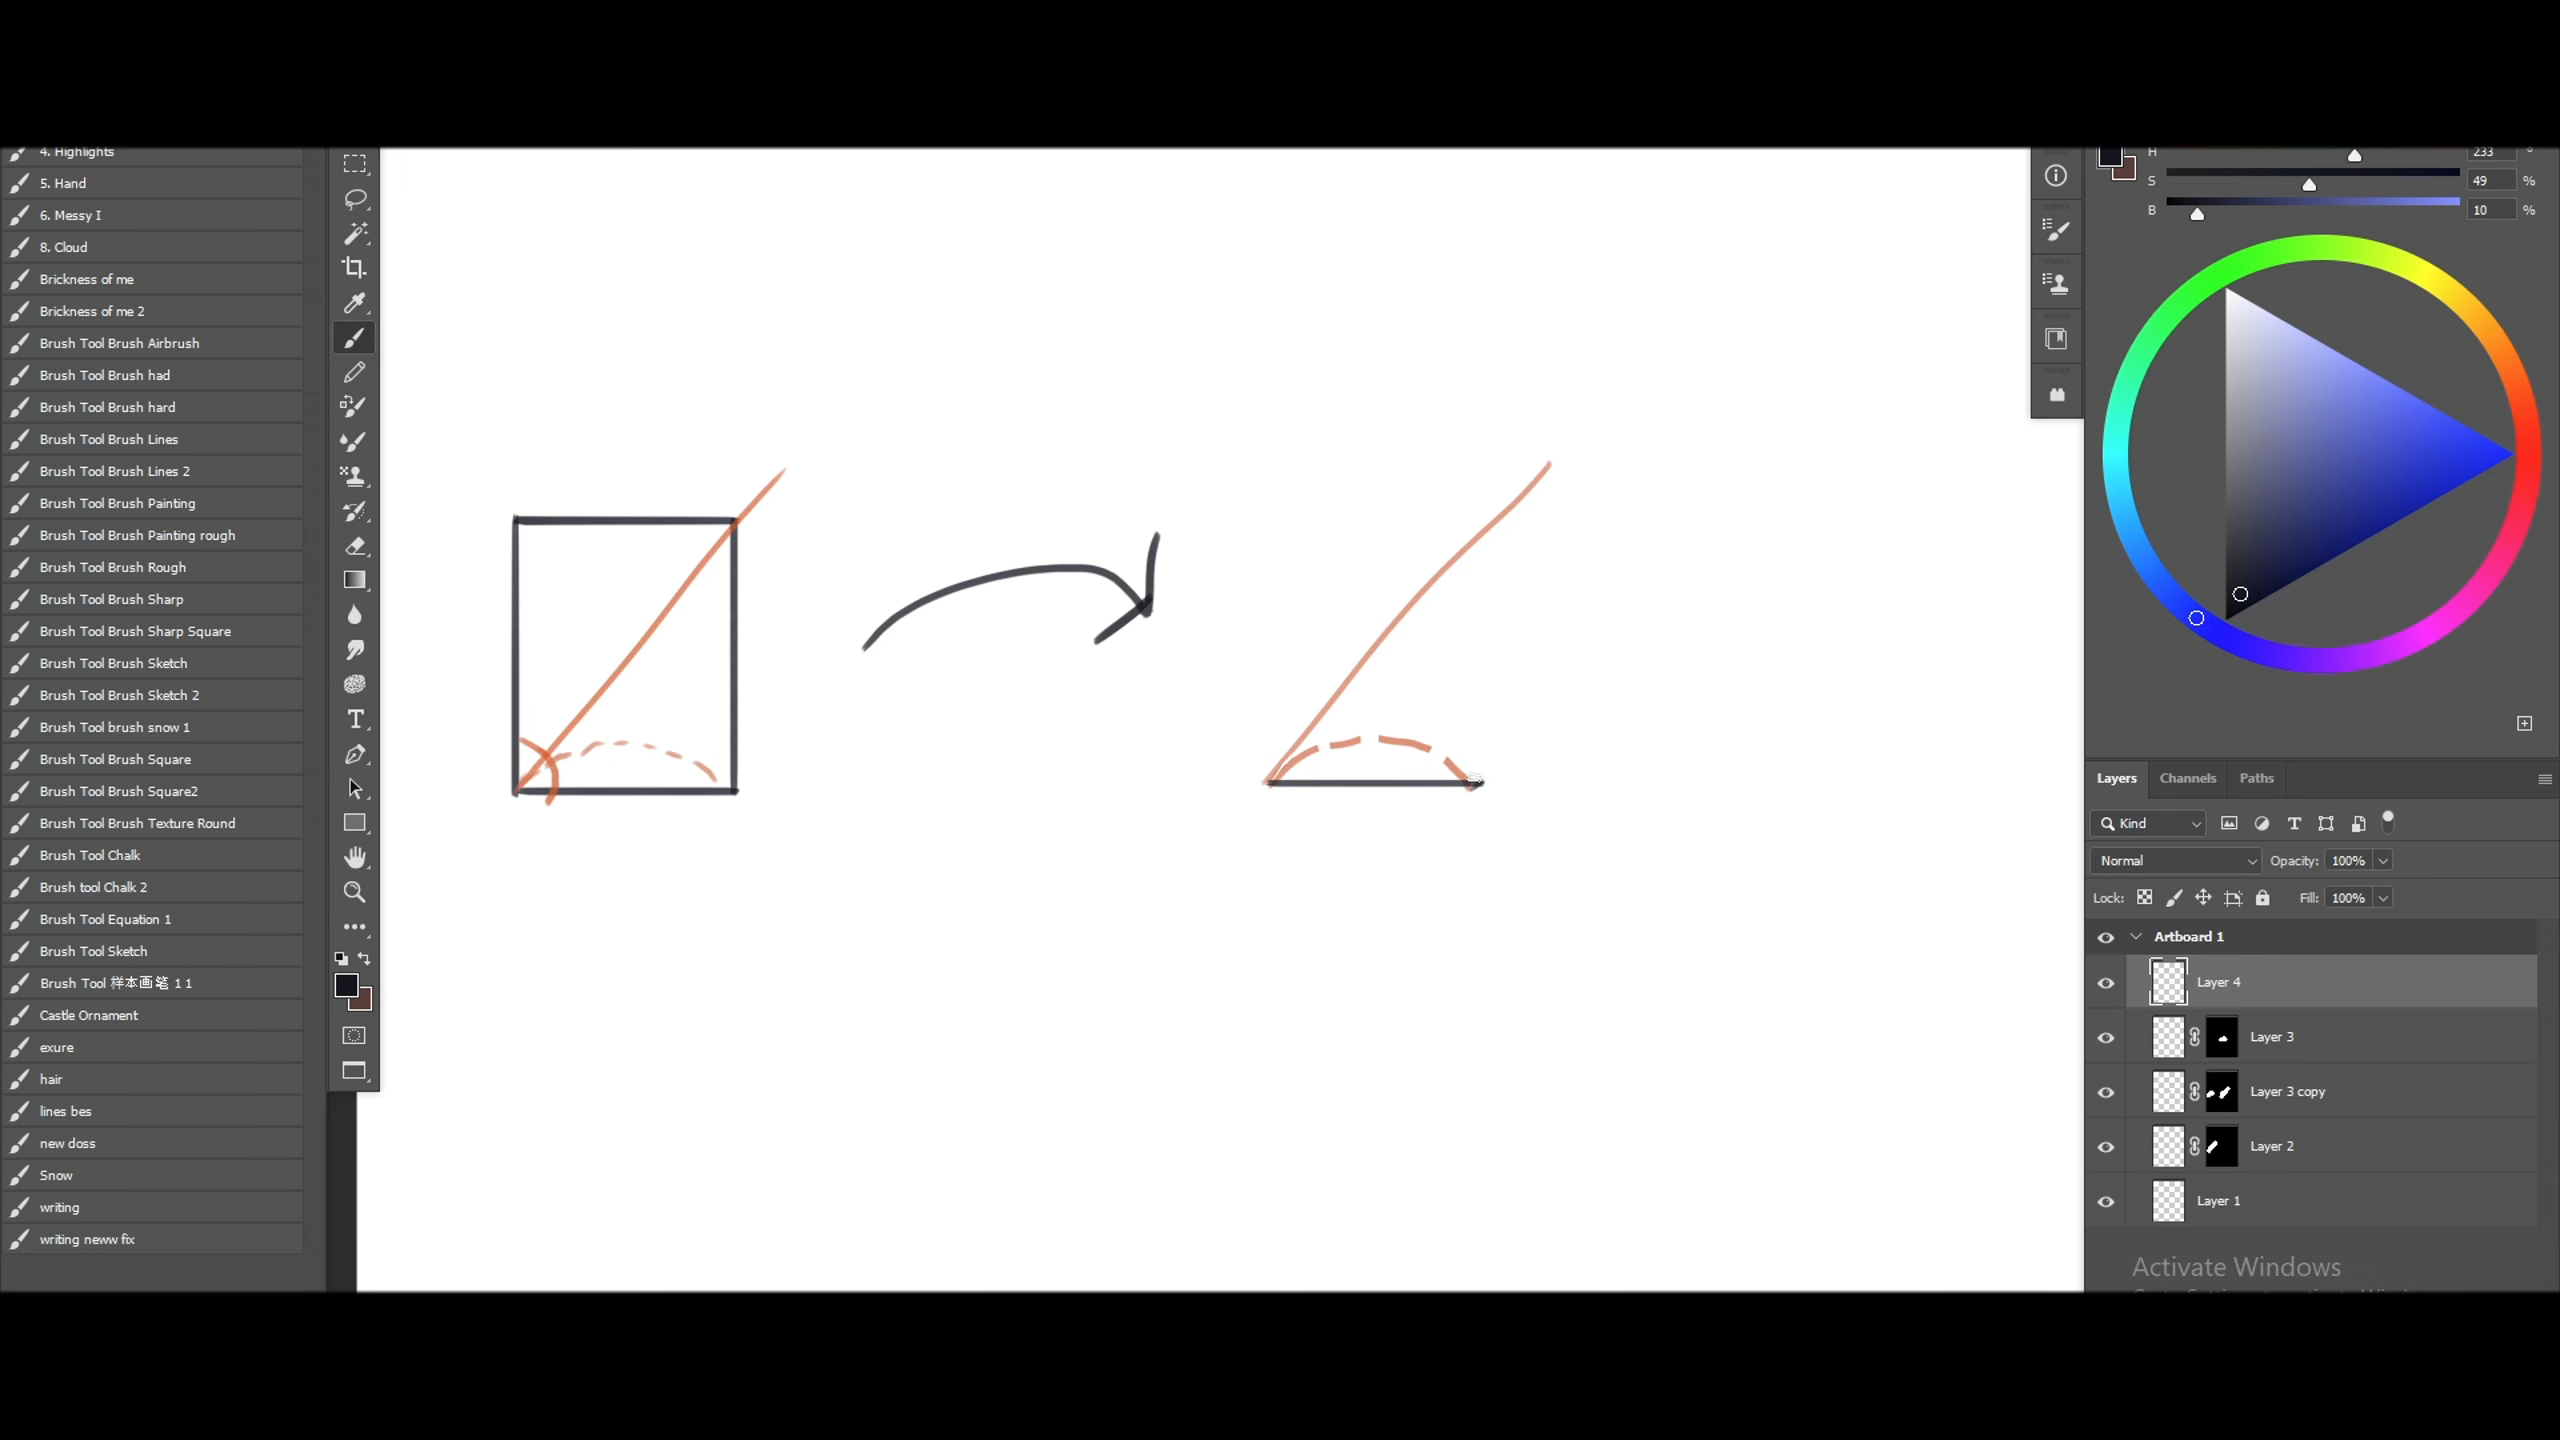 4. Highlights
5. Hand
6. Messy I
8. Cloud
Brickness of me
Brickness of me 2
Brush Tool Brush Airbrush
Brush Tool Brush had
Brush Tool Brush hard
Brush Tool Brush Lines
Brush Tool Brush Lines 2
Brush Tool Brush Painting
Brush Tool Brush Painting rough
Brush Tool Brush Rough
Brush Tool Brush Sharp
Brush Tool Brush Sharp Square
Brush Tool Brush Sketch
Brush Tool Brush Sketch 2
Brush Tool brush snow 1
Brush Tool Brush Square
Brush Tool Brush Square2
Brush Tool Brush Texture Round
Brush Tool Chalk
Brush tool Chalk 2
Brush Tool Equation 1
Brush Tool Sketch
Brush Tool 样本画笔 1 1
Castle Ornament
exure
hair
lines bes
new doss
Snow
writing
writing neww fix
H 233 °
S 49 %
B 10 %
Layers Channels Paths
Kind
Normal Opacity: 100%
Lock: Fill: 100%
Artboard 1
Layer 4
Layer 3
Layer 3 copy
Layer 2
Layer 1
Activate Windows